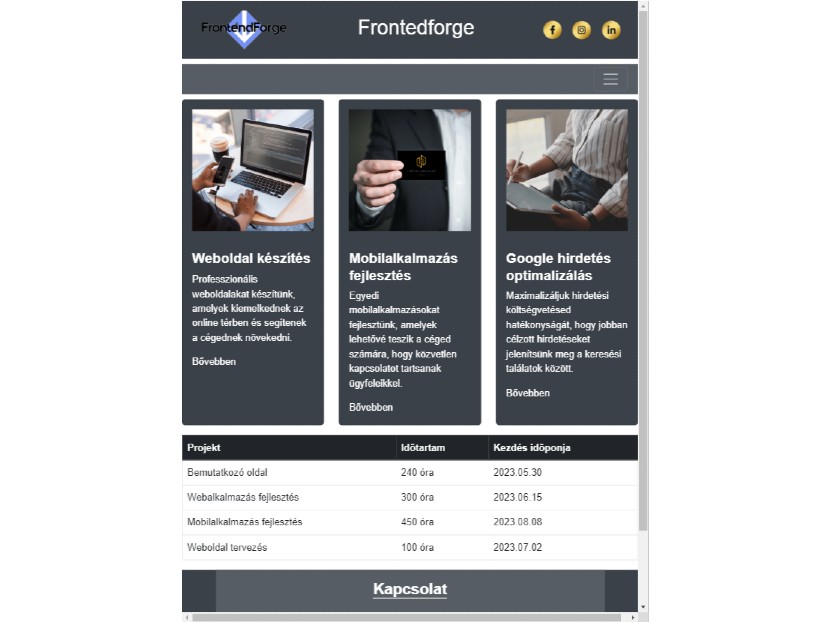 FrontendForge
Frontedforge
Weboldal készítés
Professzionális
weboldalakat készítünk,
amelyek kiemelkednek az
online térben és segítenek
a cégednek növekedni.
Bővebben
Mobilalkalmazás
fejlesztés
Egyedi
mobilalkalmazásokat
fejlesztünk, amelyek
lehetővé teszik a céged
számára, hogy közvetlen
kapcsolatot tartsanak
ügyfeleikkel.
Bővebben
Google hirdetés
optimalizálás
Maximalizáljuk hirdetési
költségvetésed
hatékonyságát, hogy jobban
célzott hirdetéseket
jelenítsünk meg a keresési
találatok között.
Bővebben
Projekt Időtartam Kezdés időponja
Bemutatkozó oldal 240 óra 2023.05.30
Webalkalmazás fejlesztés 300 óra 2023.06.15
Mobilalkalmazás fejlesztés 450 óra 2023.08.08
Weboldal tervezés 100 óra 2023.07.02
Kapcsolat